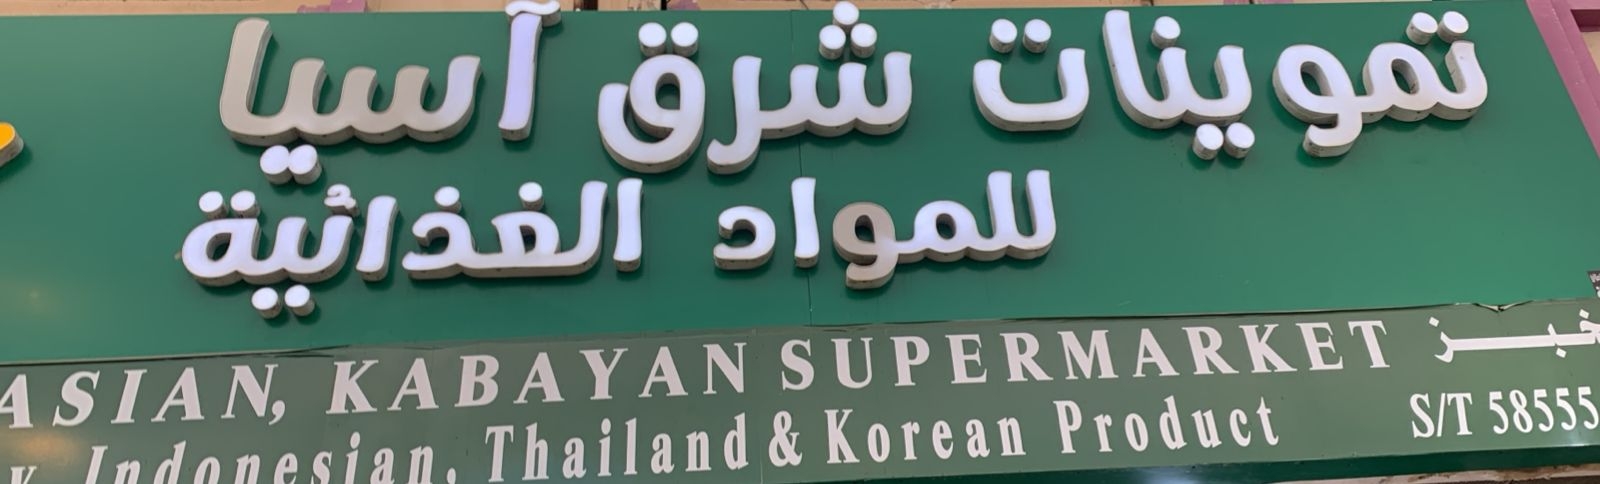 تموينات شرق آسيا
للمواد الغذائية
ASIAN, KABAYAN SUPERMARKET
Indonesian, Thailand & Korean Product
S/T 58555